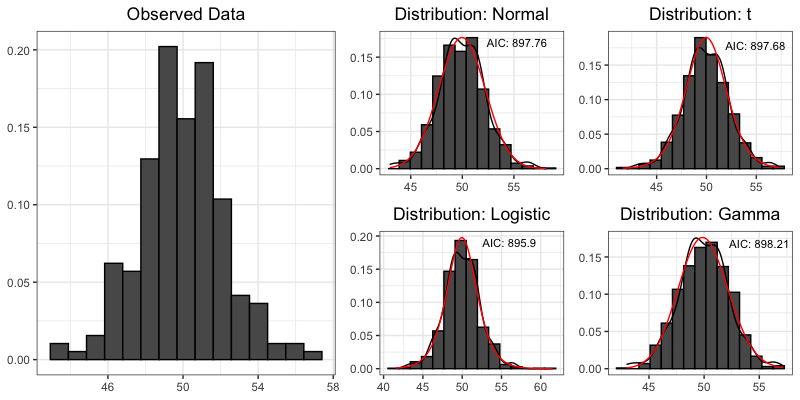 Observed Data
0.20
0.15
0.10
0.05
0.00
46 50 54 58
Distribution: Normal
AIC: 897.76
0.15
0.10
0.05
0.00
45 50 55
Distribution: t
AIC: 897.68
0.15
0.10
0.05
0.00
45 50 55
Distribution: Logistic
AIC: 895.9
0.20
0.15
0.10
0.05
0.00
40 45 50 55 60
Distribution: Gamma
AIC: 898.21
0.15
0.10
0.05
0.00
45 50 55